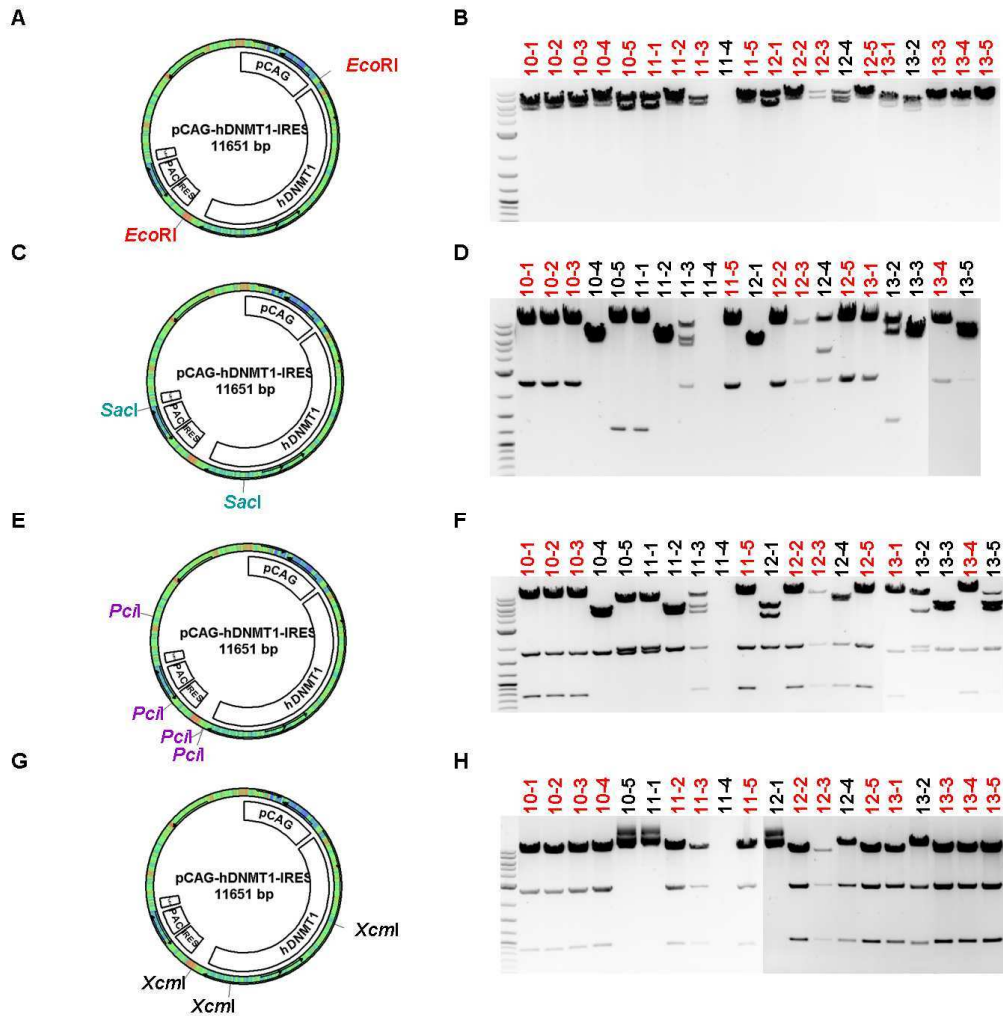 A
EcoRI
pCAG
pCAG-hDNMT1-IRES
11651 bp
hDNMT1
PAC
IRES
EcoRI
B
10-1
10-2
10-3
10-4
10-5
11-1
11-2
11-3
11-4
11-5
12-1
12-2
12-3
12-4
12-5
13-1
13-2
13-3
13-4
13-5
C
pCAG
pCAG-hDNMT1-IRES
11651 bp
hDNMT1
PAC
IRES
SacI
SacI
D
10-1
10-2
10-3
10-4
10-5
11-1
11-2
11-3
11-4
11-5
12-1
12-2
12-3
12-4
12-5
13-1
13-2
13-3
13-4
13-5
E
pCAG
PciI
pCAG-hDNMT1-IRES
11651 bp
hDNMT1
PAC
IRES
PciI
PciI
PciI
F
10-1
10-2
10-3
10-4
10-5
11-1
11-2
11-3
11-5
12-1
12-2
12-3
12-4
12-5
13-1
13-2
13-3
13-4
13-5
G
pCAG
pCAG-hDNMT1-IRES
11651 bp
hDNMT1
PAC
IRES
XcmI
XcmI
XcmI
H
10-1
10-2
10-3
10-4
10-5
11-1
11-2
11-3
11-4
11-5
12-1
12-2
12-3
12-4
12-5
13-1
13-2
13-3
13-4
13-5